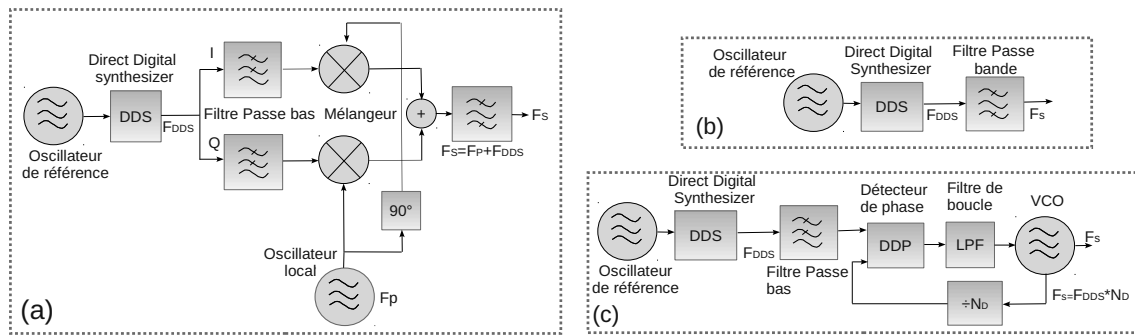 Direct Digital
synthesizer
I
DDS
FDDS
Filtre Passe bas
Mélangeur
Oscillateur
de référence
Q
+
Fs
Fs=FP+FDDS
90°
Oscillateur
local
Fp
(a)
Oscillateur
de référence
Direct Digital
Synthesizer
Filtre Passe
bande
DDS
FDDS
Fs
(b)
Direct Digital
Synthesizer
Détecteur
de phase
Filtre de
boucle
VCO
DDS
FDDS
DDP
LPF
Fs
Oscillateur
de référence
Filtre Passe
bas
÷ND
Fs=FDDS*ND
(c)